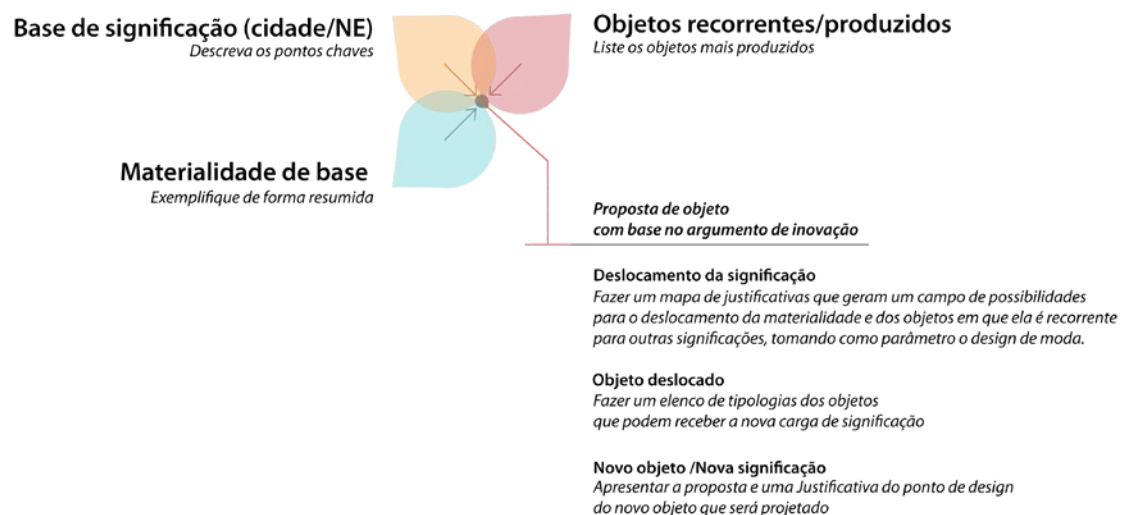 Base de significação (cidade/NE)
Descreva os pontos chaves
Objetos recorrentes/produzidos
Liste os objetos mais produzidos
Materialidade de base
Exemplifique de forma resumida
Proposta de objeto
com base no argumento de inovação
Deslocamento da significação
Fazer um mapa de justificativas que geram um campo de possibilidades
para o deslocamento da materialidade e dos objetos em que ela é recorrente
para outras significações, tomando como parâmetro o design de moda.
Objeto deslocado
Fazer um elenco de tipologias dos objetos
que podem receber a nova carga de significação
Novo objeto /Nova significação
Apresentar a proposta e uma Justificativa do ponto de design
do novo objeto que será projetado